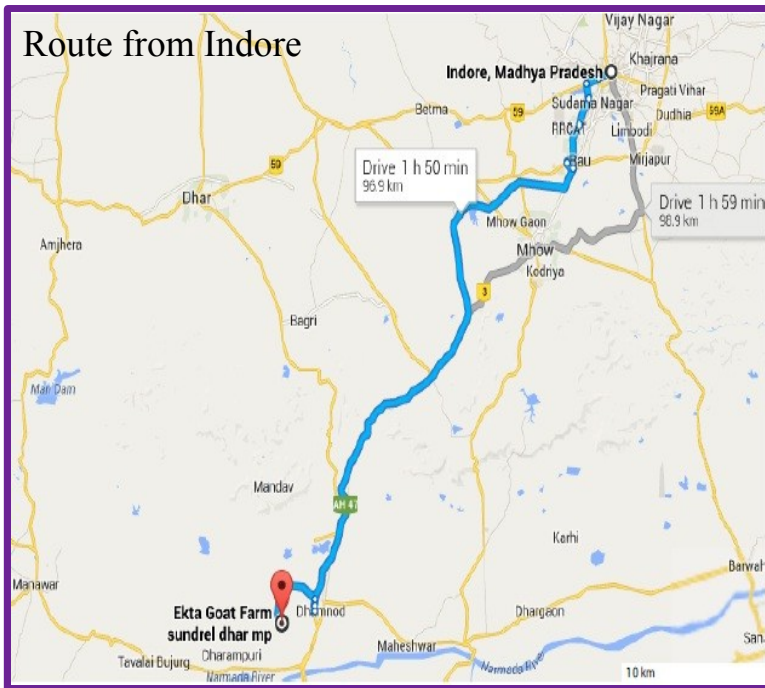 Route from Indore
Vijay Nagar
Khajrana
Indore, Madhya Pradesh
Pragati Vihar
Betma
59
Sudama Nagar
Dudhia
59A
RRCAT
Limbodi
Drive 1 h 50 min
96.9 km
Rau
Mirjapur
59
Dhar
Drive 1 h 59 min
98.9 km
Mhow Gaon
Amjhera
Mhow
Kodriya
3
Bagri
Man Dam
Mandav
AH 47
Karhi
Manawar
Barwah
Ekta Goat Farm
sundrel dhar mp
Dhamnod
Dhargaon
Maheshwar
Dharampuri
Tavalai Bujurg
Narmada River
Narmada River
10 km